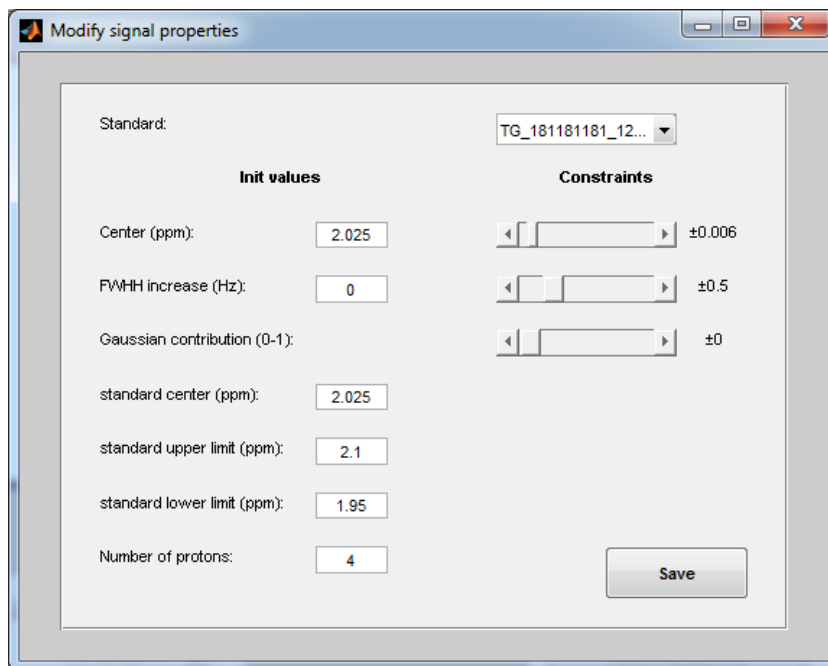 Modify signal properties
Standard: TG_181181181_12...
Init values Constraints
Center (ppm): 2.025 ±0.006
FWHH increase (Hz): 0 ±0.5
Gaussian contribution (0-1): ±0
standard center (ppm): 2.025
standard upper limit (ppm): 2.1
standard lower limit (ppm): 1.95
Number of protons: 4
Save